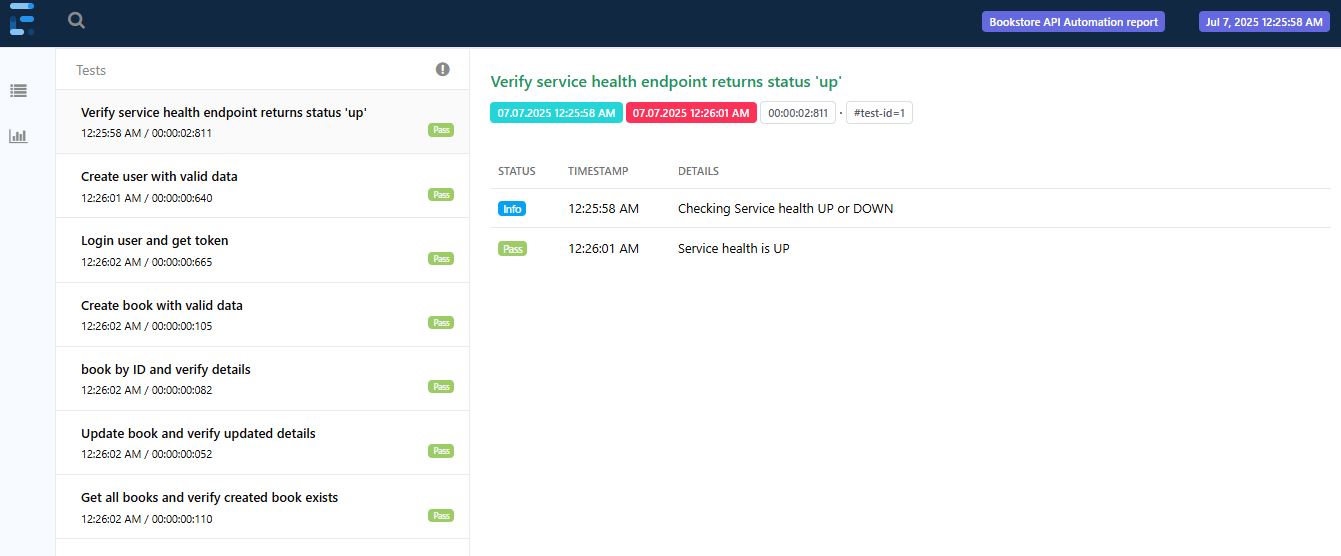 Bookstore API Automation report
Jul 7, 2025 12:25:58 AM
Tests
Verify service health endpoint returns status 'up'
12:25:58 AM / 00:00:02:811
Pass
Create user with valid data
12:26:01 AM / 00:00:00:640
Pass
Login user and get token
12:26:02 AM / 00:00:00:665
Pass
Create book with valid data
12:26:02 AM / 00:00:00:105
Pass
book by ID and verify details
12:26:02 AM / 00:00:00:082
Pass
Update book and verify updated details
12:26:02 AM / 00:00:00:052
Pass
Get all books and verify created book exists
12:26:02 AM / 00:00:00:110
Pass
Verify service health endpoint returns status 'up'
07.07.2025 12:25:58 AM 07.07.2025 12:26:01 AM 00:00:02:811 · #test-id=1
STATUS TIMESTAMP DETAILS
Info 12:25:58 AM Checking Service health UP or DOWN
Pass 12:26:01 AM Service health is UP